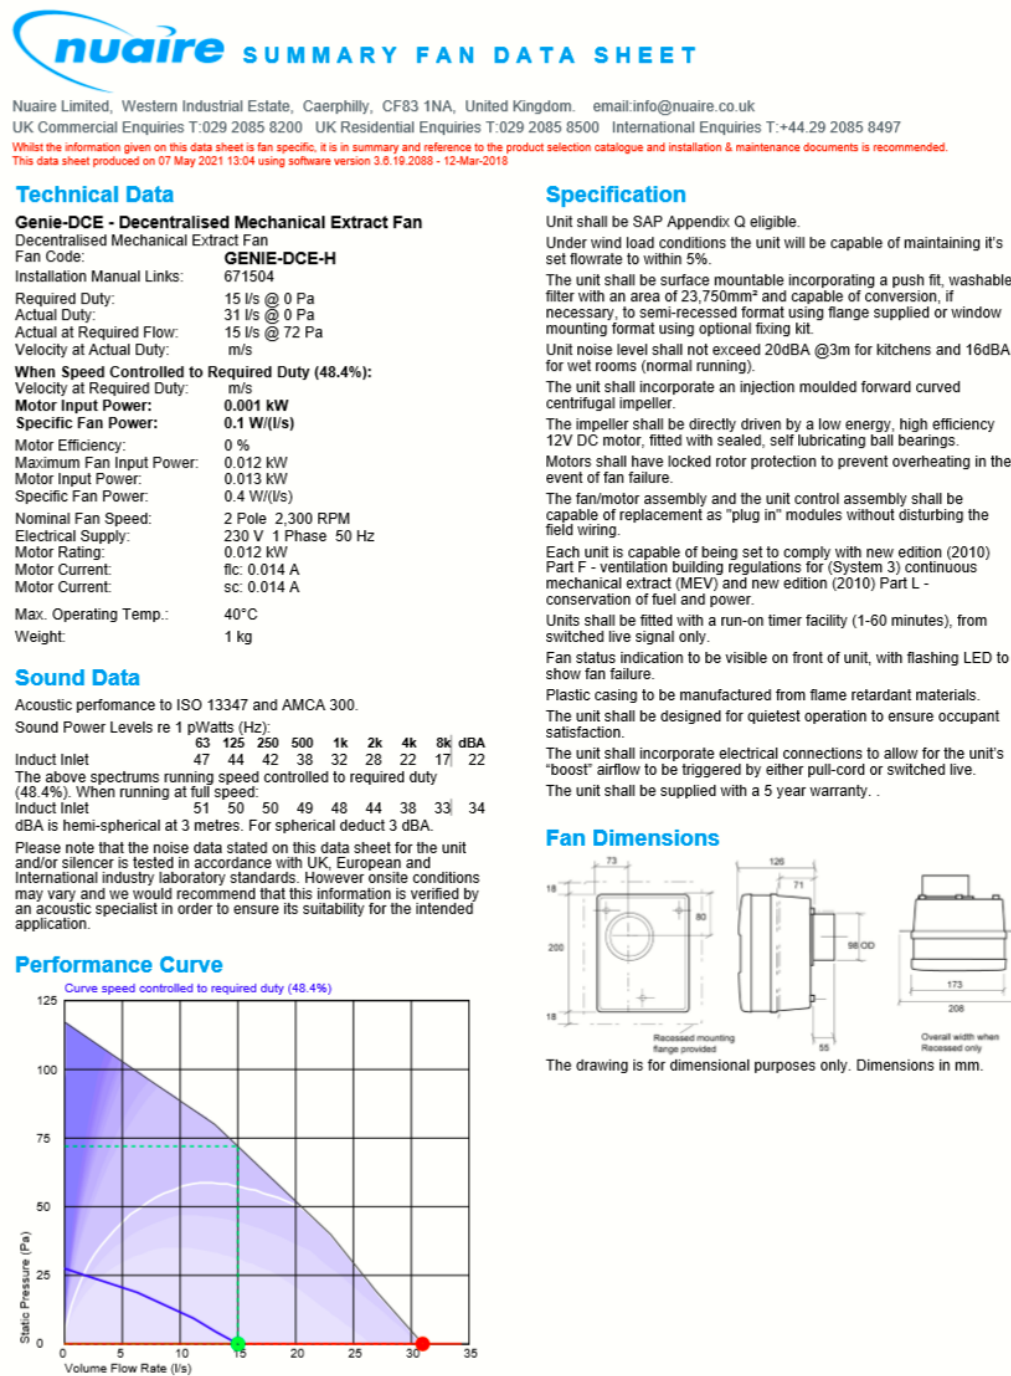 nuaire SUMMARY FAN DATA SHEET
Nuaire Limited, Western Industrial Estate, Caerphilly, CF83 1NA, United Kingdom. email:info@nuaire.co.uk
UK Commercial Enquiries T:029 2085 8200 UK Residential Enquiries T:029 2085 8500 International Enquiries T:+44.29 2085 8497
Whilst the information given on this data sheet is fan specific, it is in summary and reference to the product selection catalogue and installation & maintenance documents is recommended.
This data sheet produced on 07 May 2021 13:04 using software version 3.6.19.2088 - 12-Mar-2018
Technical Data
Genie-DCE - Decentralised Mechanical Extract Fan
Decentralised Mechanical Extract Fan
Fan Code: GENIE-DCE-H
Installation Manual Links: 671504
Required Duty: 15 l/s @ 0 Pa
Actual Duty: 31 l/s @ 0 Pa
Actual at Required Flow: 15 l/s @ 72 Pa
Velocity at Actual Duty: m/s
When Speed Controlled to Required Duty (48.4%):
Velocity at Required Duty: m/s
Motor Input Power: 0.001 kW
Specific Fan Power: 0.1 W/(l/s)
Motor Efficiency: 0 %
Maximum Fan Input Power: 0.012 kW
Motor Input Power: 0.013 kW
Specific Fan Power: 0.4 W/(l/s)
Nominal Fan Speed: 2 Pole 2,300 RPM
Electrical Supply: 230 V 1 Phase 50 Hz
Motor Rating: 0.012 kW
Motor Current: flc: 0.014 A
Motor Current: sc: 0.014 A
Max. Operating Temp.: 40°C
Weight: 1 kg
Sound Data
Acoustic perfomance to ISO 13347 and AMCA 300.
Sound Power Levels re 1 pWatts (Hz):
63 125 250 500 1k 2k 4k 8k dBA
Induct Inlet 47 44 42 38 32 28 22 17 22
The above spectrums running speed controlled to required duty
(48.4%). When running at full speed:
Induct Inlet 51 50 50 49 48 44 38 33 34
dBA is hemi-spherical at 3 metres. For spherical deduct 3 dBA.
Please note that the noise data stated on this data sheet for the unit
and/or silencer is tested in accordance with UK, European and
International industry laboratory standards. However onsite conditions
may vary and we would recommend that this information is verified by
an acoustic specialist in order to ensure its suitability for the intended
application.
Performance Curve
Curve speed controlled to required duty (48.4%)
125
100
75
50
25
0
Static Pressure (Pa)
0 5 10 15 20 25 30 35
Volume Flow Rate (l/s)
Specification
Unit shall be SAP Appendix Q eligible.
Under wind load conditions the unit will be capable of maintaining it's
set flowrate to within 5%.
The unit shall be surface mountable incorporating a push fit, washable
filter with an area of 23,750mm² and capable of conversion, if
necessary, to semi-recessed format using flange supplied or window
mounting format using optional fixing kit.
Unit noise level shall not exceed 20dBA @3m for kitchens and 16dBA
for wet rooms (normal running).
The unit shall incorporate an injection moulded forward curved
centrifugal impeller.
The impeller shall be directly driven by a low energy, high efficiency
12V DC motor, fitted with sealed, self lubricating ball bearings.
Motors shall have locked rotor protection to prevent overheating in the
event of fan failure.
The fan/motor assembly and the unit control assembly shall be
capable of replacement as "plug in" modules without disturbing the
field wiring.
Each unit is capable of being set to comply with new edition (2010)
Part F - ventilation building regulations for (System 3) continuous
mechanical extract (MEV) and new edition (2010) Part L -
conservation of fuel and power.
Units shall be fitted with a run-on timer facility (1-60 minutes), from
switched live signal only.
Fan status indication to be visible on front of unit, with flashing LED to
show fan failure.
Plastic casing to be manufactured from flame retardant materials.
The unit shall be designed for quietest operation to ensure occupant
satisfaction.
The unit shall incorporate electrical connections to allow for the unit's
"boost" airflow to be triggered by either pull-cord or switched live.
The unit shall be supplied with a 5 year warranty. .
Fan Dimensions
73
126
71
18
80
200
98 OD
173
208
18
55
Recessed mounting
flange provided
Overall width when
Recessed only
The drawing is for dimensional purposes only. Dimensions in mm.